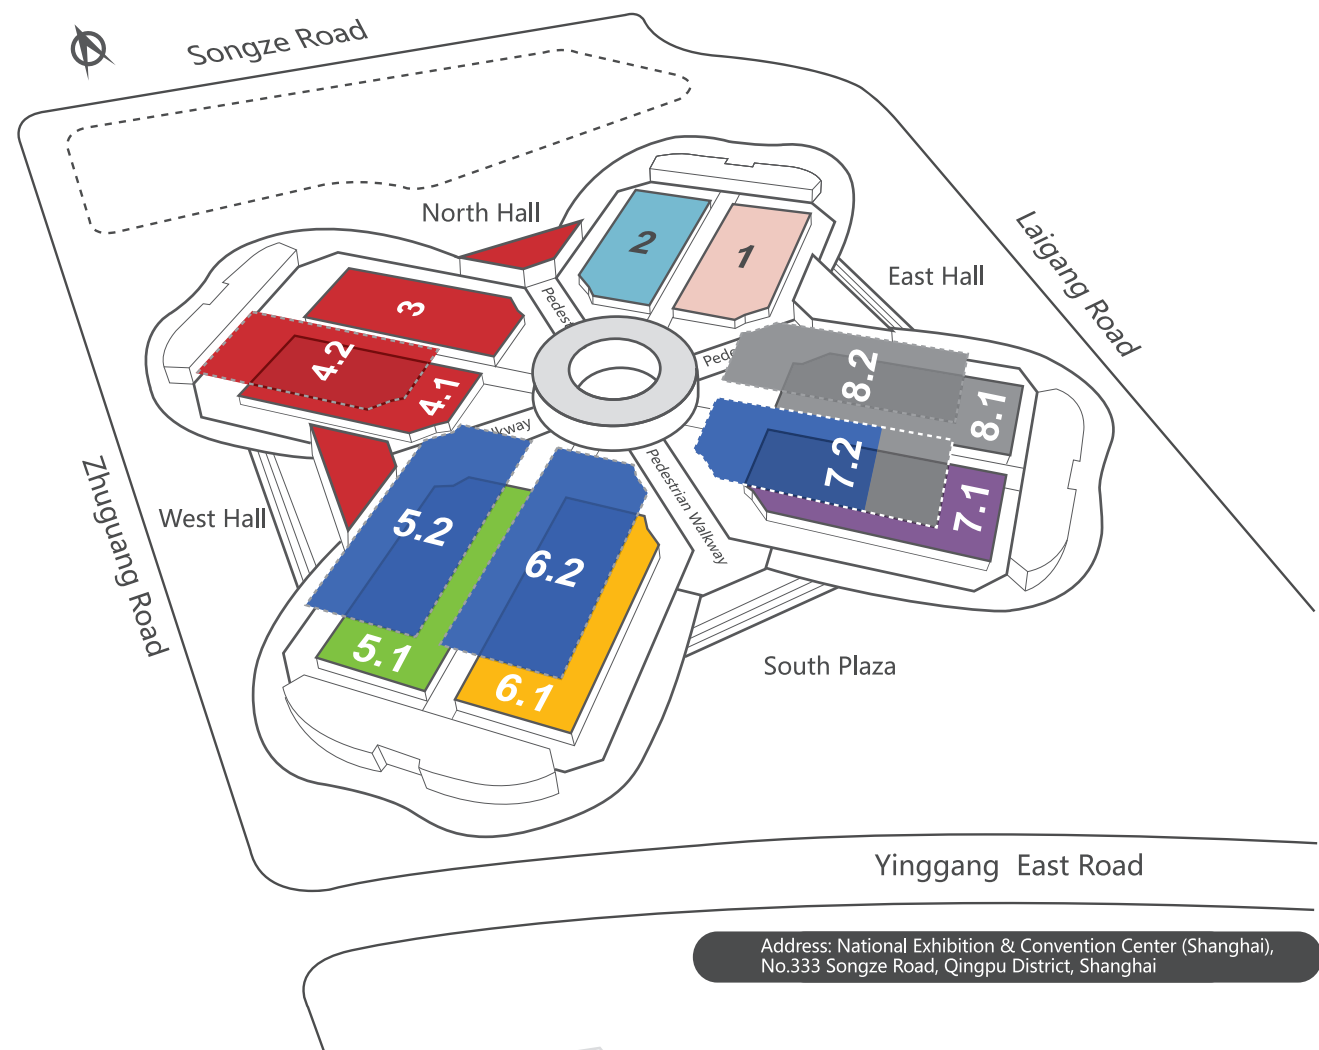 Songze Road
North Hall
2
1
East Hall
Laigang Road
3
4.2
4.1
8.2
8.1
7.2
7.1
Pedestrian Walkway
West Hall
Zhuguang Road
5.2
6.2
5.1
6.1
South Plaza
Yinggang East Road
Address: National Exhibition & Convention Center (Shanghai),
No.333 Songze Road, Qingpu District, Shanghai